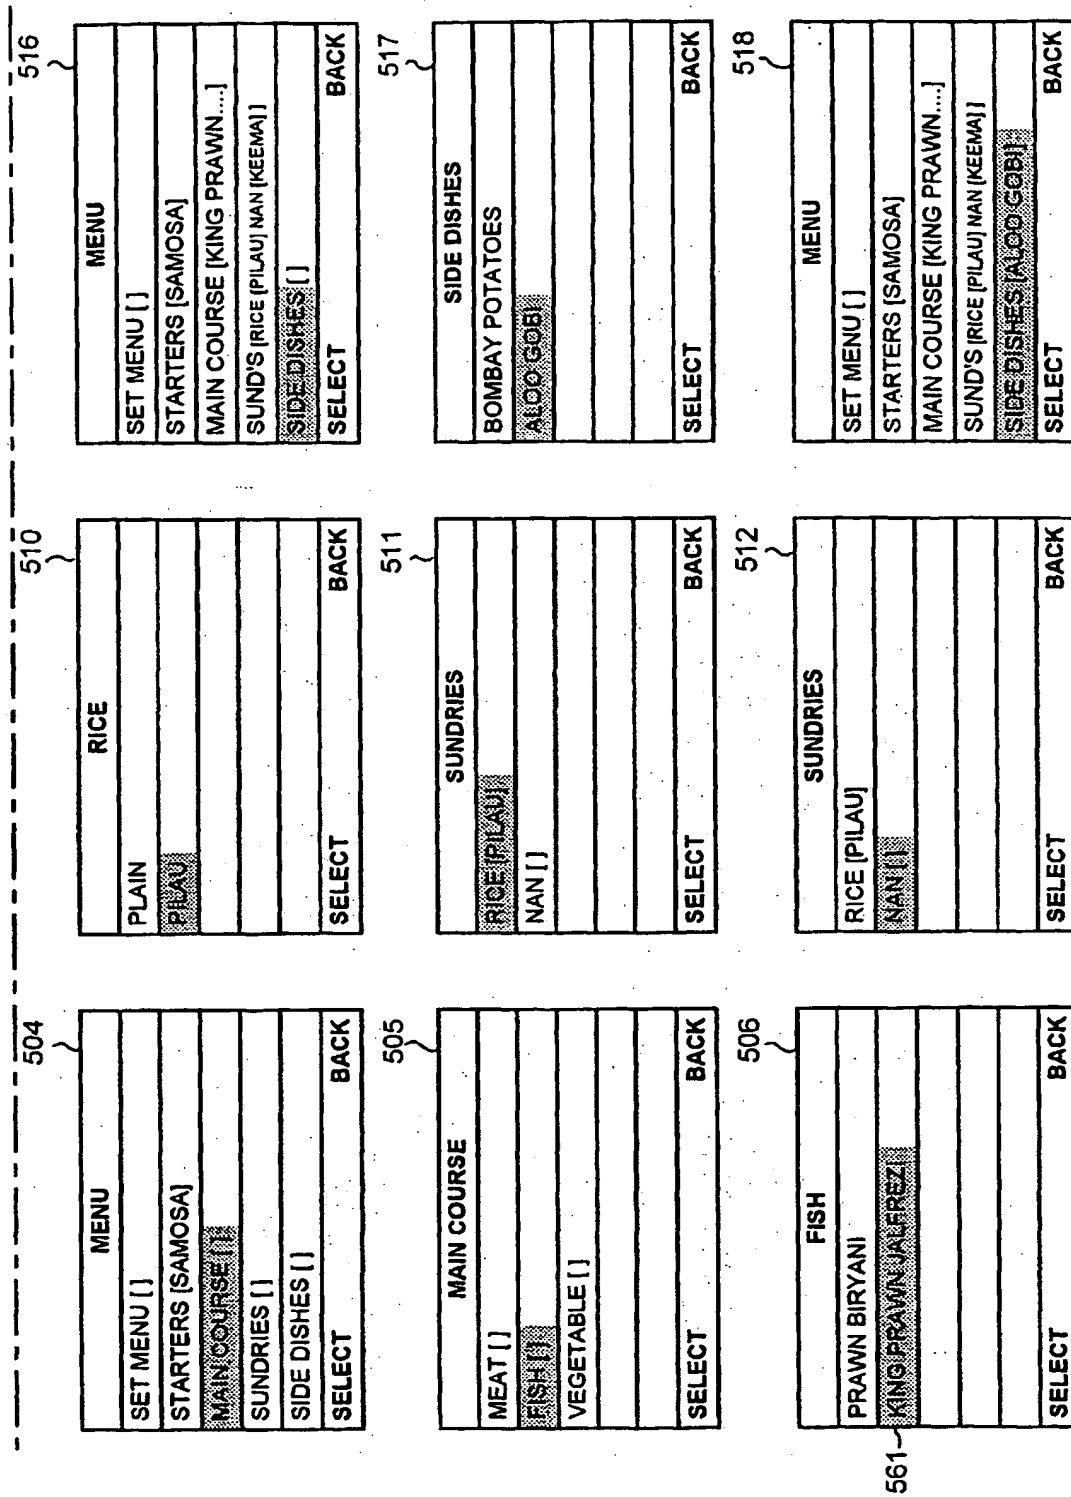 504
MENU
SET MENU [ ]
STARTERS [SAMOSA]
MAIN COURSE [ ]
SUNDRIES [ ]
SIDE DISHES [ ]
SELECT BACK
505
MAIN COURSE
MEAT [ ]
FISH [ ]
VEGETABLE [ ]
SELECT BACK
506
FISH
PRAWN BIRYANI
KING PRAWN JALFREZI
561
SELECT BACK
510
RICE
PLAIN
PILAU
SELECT BACK
511
SUNDRIES
RICE [PILAU]
NAN [ ]
SELECT BACK
512
SUNDRIES
RICE [PILAU]
NAN [ ]
SELECT BACK
516
MENU
SET MENU [ ]
STARTERS [SAMOSA]
MAIN COURSE [KING PRAWN....]
SUND'S [RICE [PILAU] NAN [KEEMA] ]
SIDE DISHES [ ]
SELECT BACK
517
SIDE DISHES
BOMBAY POTATOES
ALOO GOBI
SELECT BACK
518
MENU
SET MENU [ ]
STARTERS [SAMOSA]
MAIN COURSE [KING PRAWN....]
SUND'S [RICE [PILAU] NAN [KEEMA] ]
SIDE DISHES [ALOO GOBI]
SELECT BACK